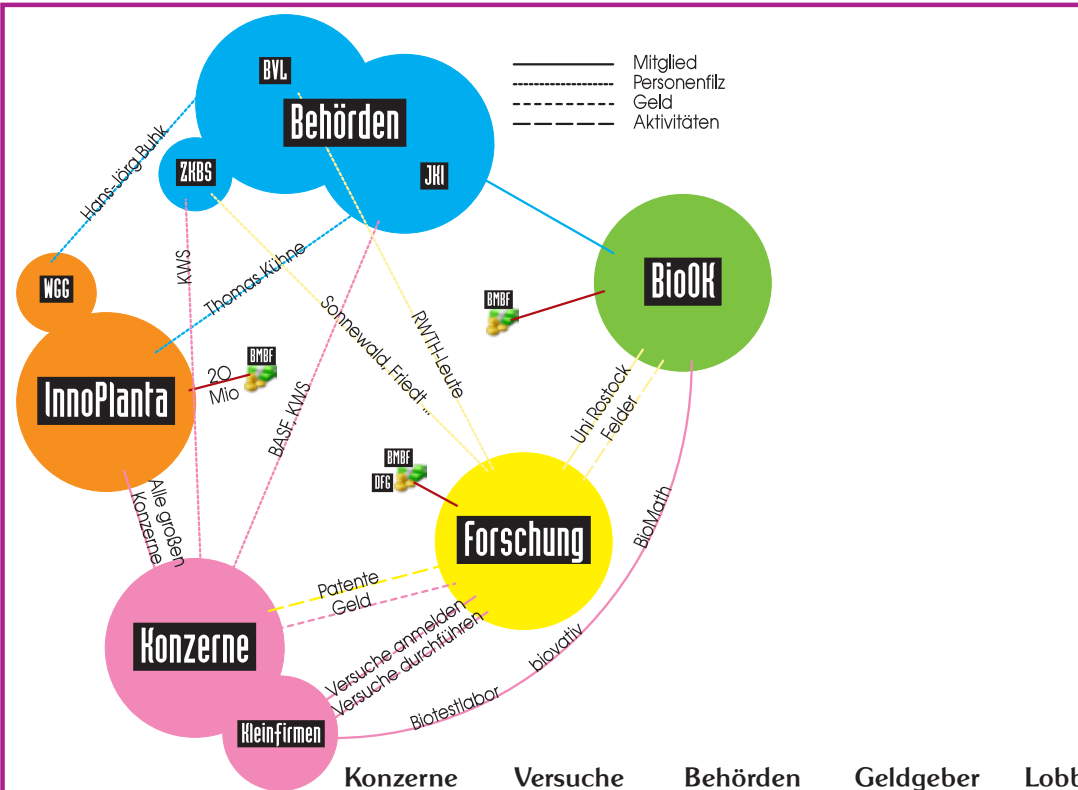 BVL
Behörden
ZKBS
JKI
Mitglied
Personenfilz
Geld
Aktivitäten
Hans-Jörg Buhk
WGG
KWS
Thomas Kühne
BioOK
BMBF
InnoPlanta
20
Mio
BMBF
Sonnewald, Friedt ...
RWTH-Leute
BASF, KWS
Uni Rostock
Felder
BMBF
DFG
Forschung
Alle großen
Konzerne
BioMath
Patente
Geld
Konzerne
Versuche anmelden
Versuche durchführen
biovativ
Biotestlabor
Kleinfirmen
Konzerne Versuche Behörden Geldgeber Lobb